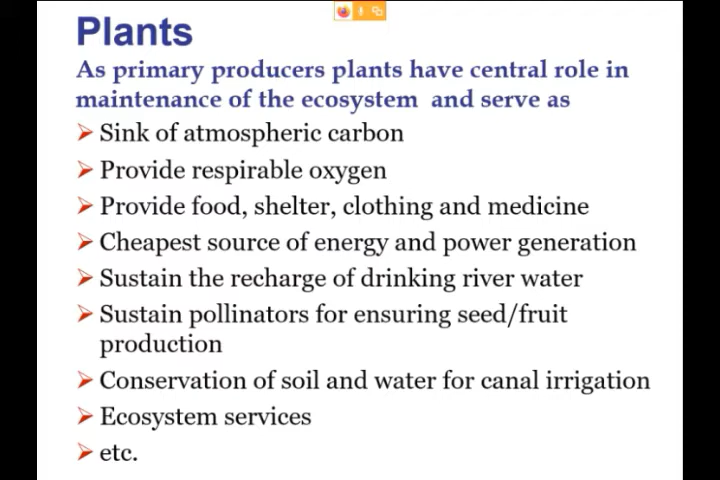 Plants
As primary producers plants have central role in
maintenance of the ecosystem and serve as
Sink of atmospheric carbon
Provide respirable oxygen
Provide food, shelter, clothing and medicine
Cheapest source of energy and power generation
Sustain the recharge of drinking river water
Sustain pollinators for ensuring seed/fruit
production
Conservation of soil and water for canal irrigation
Ecosystem services
etc.